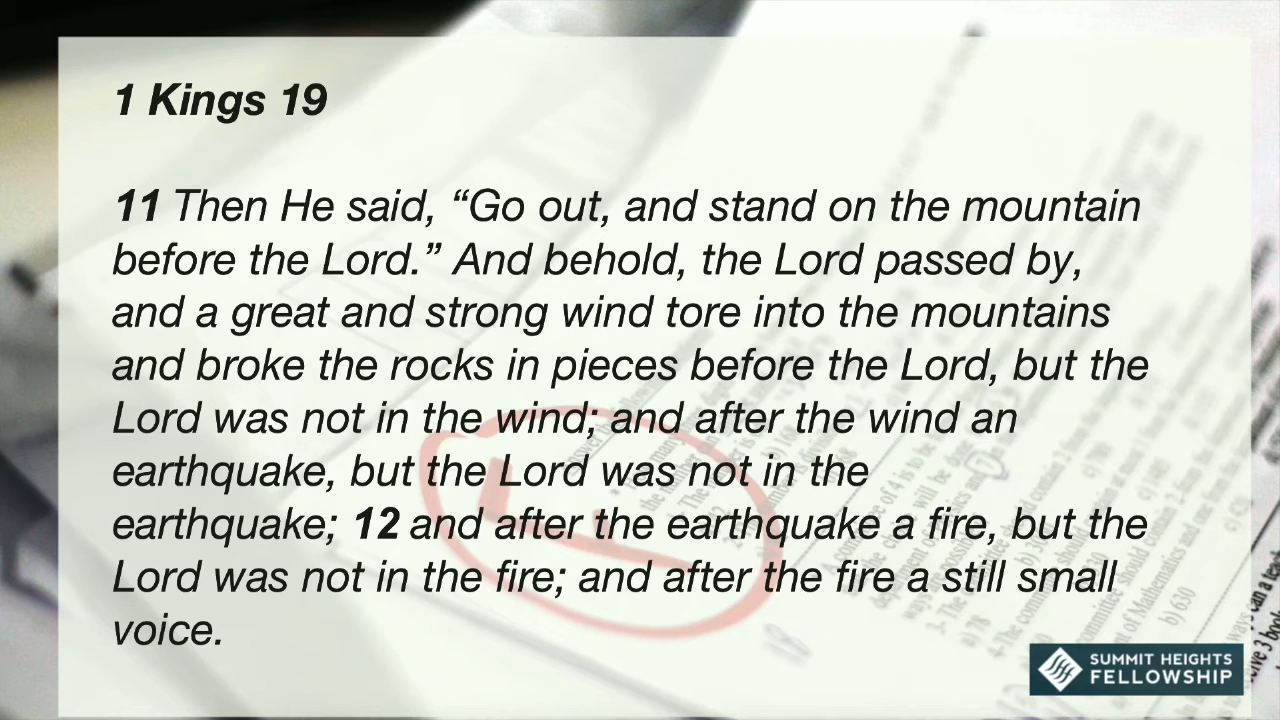 1 Kings 19
11 Then He said, “Go out, and stand on the mountain
before the Lord.” And behold, the Lord passed by,
and a great and strong wind tore into the mountains
and broke the rocks in pieces before the Lord, but the
Lord was not in the wind; and after the wind an
earthquake, but the Lord was not in the
earthquake; 12 and after the earthquake a fire, but the
Lord was not in the fire; and after the fire a still small
voice.
SUMMIT HEIGHTS
FELLOWSHIP